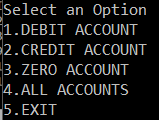 Select an Option
1.DEBIT ACCOUNT
2.CREDIT ACCOUNT
3.ZERO ACCOUNT
4.ALL ACCOUNTS
5.EXIT